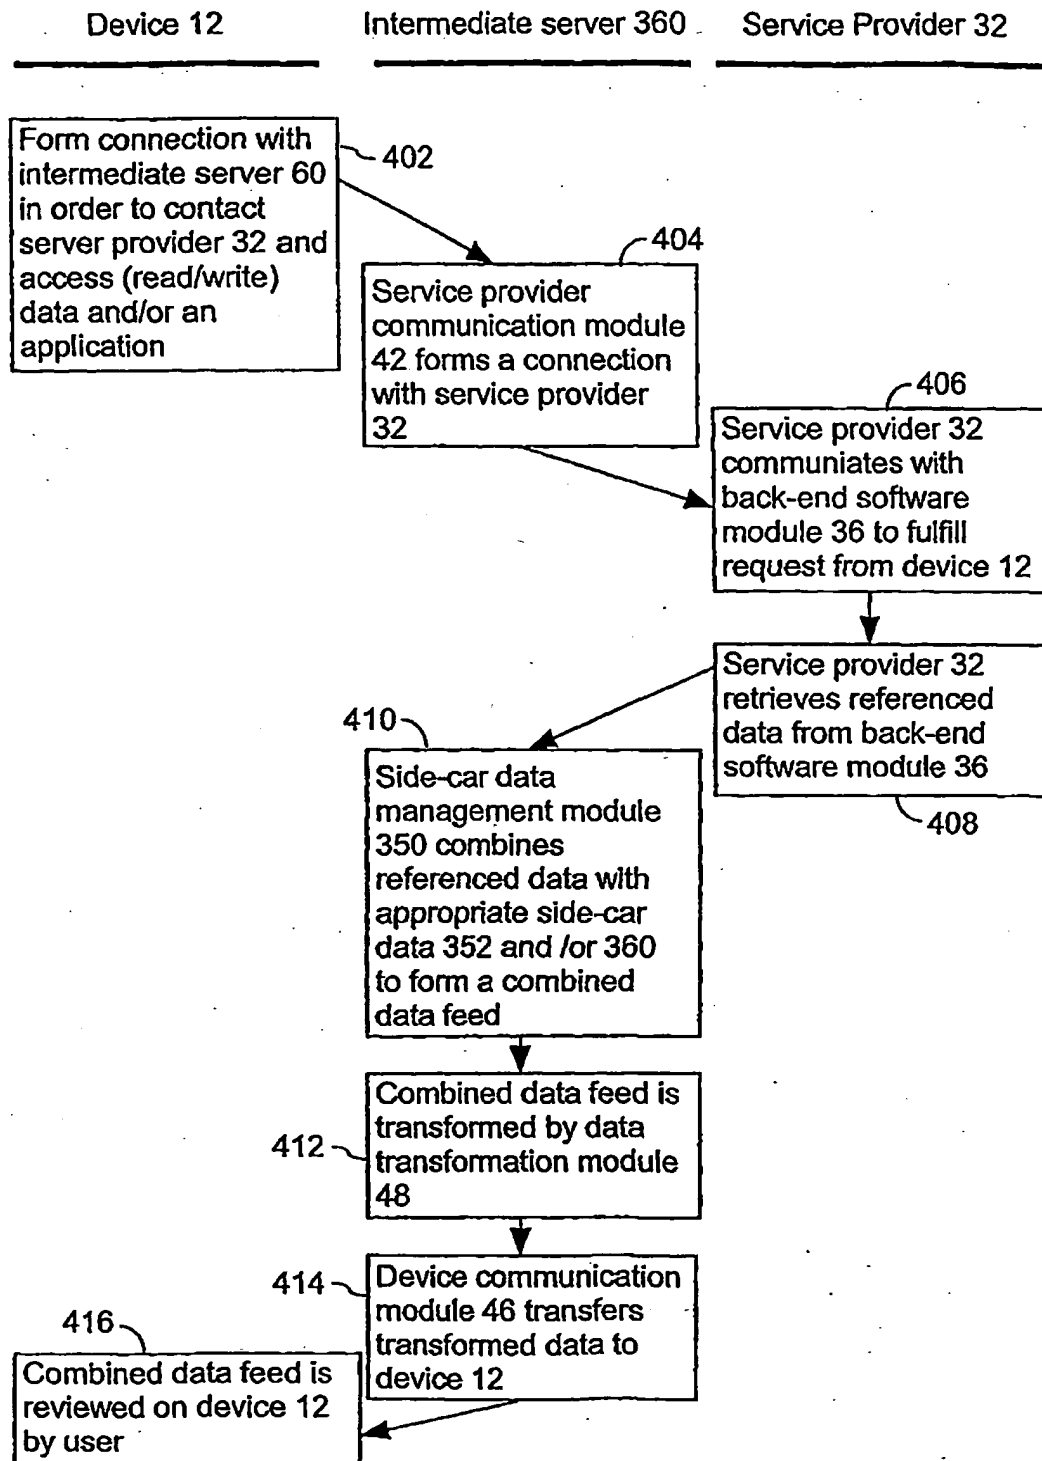 Device 12
Intermediate server 360
Service Provider 32
Form connection with
intermediate server 60
in order to contact
server provider 32 and
access (read/write)
data and/or an
application
402
404
Service provider
communication module
42 forms a connection
with service provider
32
406
Service provider 32
communiates with
back-end software
module 36 to fulfill
request from device 12
Service provider 32
retrieves referenced
data from back-end
software module 36
408
410
Side-car data
management module
350 combines
referenced data with
appropriate side-car
data 352 and /or 360
to form a combined
data feed
412
Combined data feed is
transformed by data
transformation module
48
414
Device communication
module 46 transfers
transformed data to
device 12
416
Combined data feed is
reviewed on device 12
by user